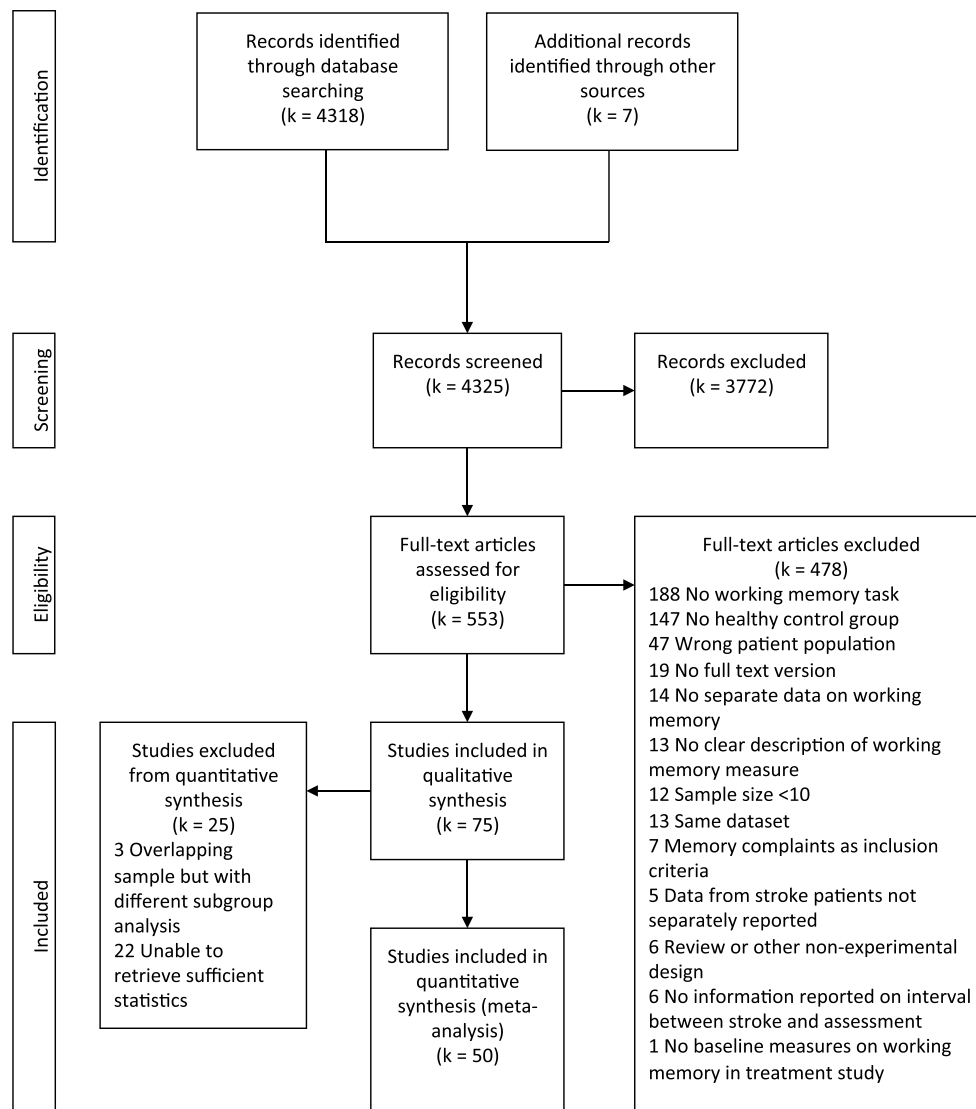 Identification
Records identified
through database
searching
(k = 4318)
Additional records
identified through other
sources
(k = 7)
Screening
Records screened
(k = 4325)
Records excluded
(k = 3772)
Eligibility
Full-text articles
assessed for
eligibility
(k = 553)
Full-text articles excluded
(k = 478)
188 No working memory task
147 No healthy control group
47 Wrong patient population
19 No full text version
14 No separate data on working
memory
13 No clear description of working
memory measure
12 Sample size <10
13 Same dataset
7 Memory complaints as inclusion
criteria
5 Data from stroke patients not
separately reported
6 Review or other non-experimental
design
6 No information reported on interval
between stroke and assessment
1 No baseline measures on working
memory in treatment study
Included
Studies included in
qualitative
synthesis
(k = 75)
Studies excluded
from quantitative
synthesis
(k = 25)
3 Overlapping
sample but with
different subgroup
analysis
22 Unable to
retrieve sufficient
statistics
Studies included in
quantitative
synthesis (meta-
analysis)
(k = 50)